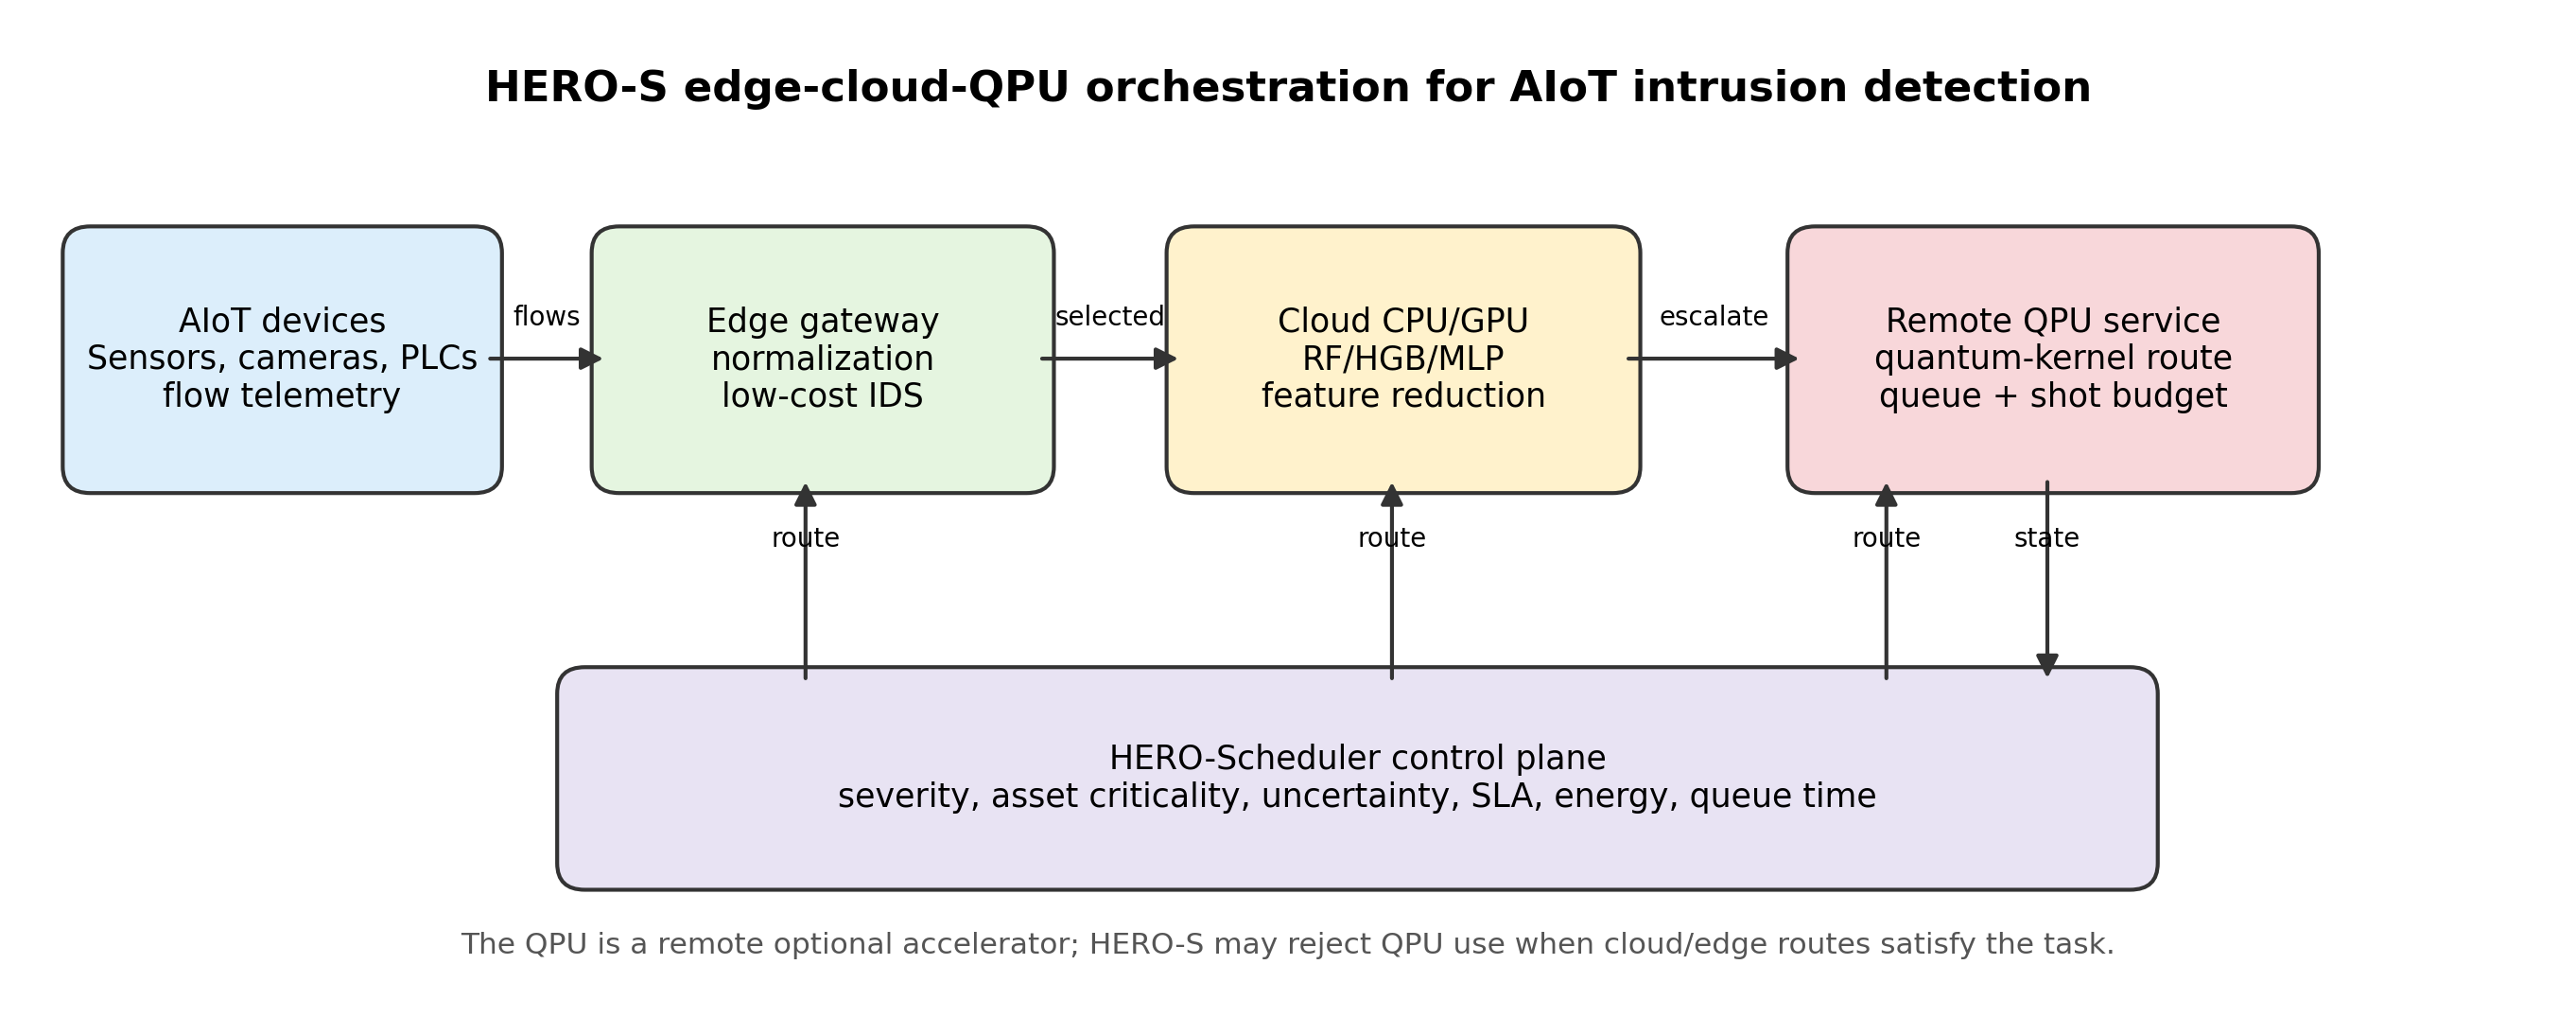 HERO-S edge-cloud-QPU orchestration for AIoT intrusion detection
AIoT devices
Sensors, cameras, PLCs
flow telemetry
flows
Edge gateway
normalization
low-cost IDS
selected
Cloud CPU/GPU
RF/HGB/MLP
feature reduction
escalate
Remote QPU service
quantum-kernel route
queue + shot budget
route
route
route
state
HERO-Scheduler control plane
severity, asset criticality, uncertainty, SLA, energy, queue time
The QPU is a remote optional accelerator; HERO-S may reject QPU use when cloud/edge routes satisfy the task.